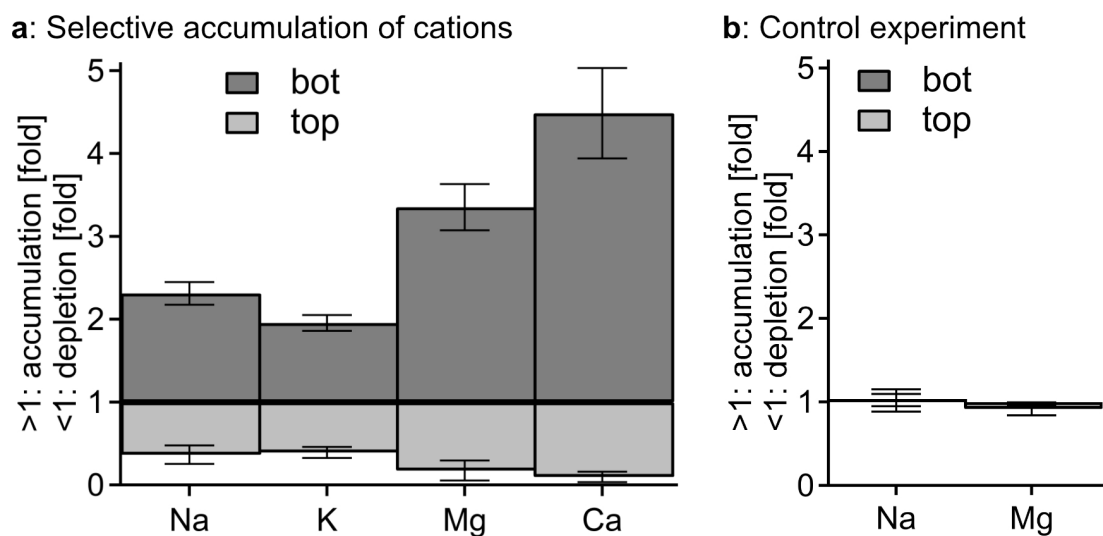 a: Selective accumulation of cations
>1: accumulation [fold]
<1: depletion [fold]
5
4
3
2
1
0
bot
top
Na K Mg Ca
b: Control experiment
>1: accumulation [fold]
<1: depletion [fold]
5
4
3
2
1
0
bot
top
Na Mg